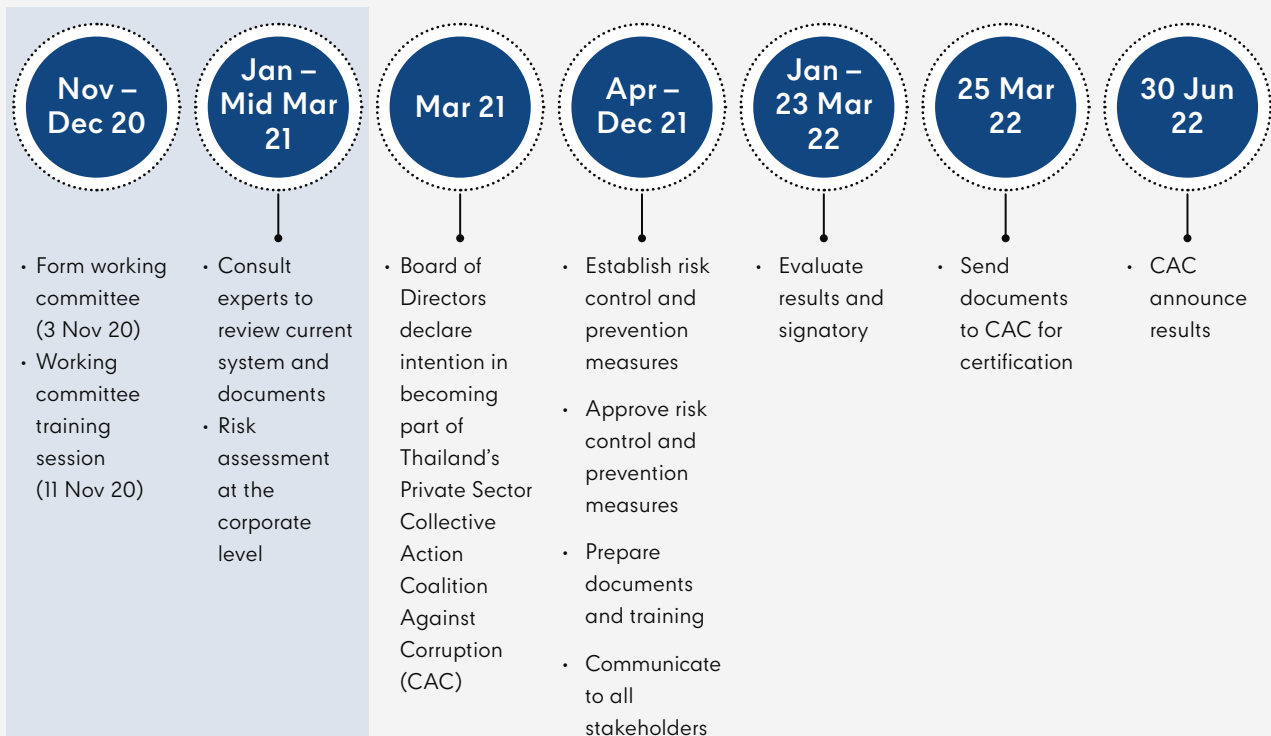 Nov –
Dec 20
Jan –
Mid Mar
21
Mar 21
Apr –
Dec 21
Jan –
23 Mar
22
25 Mar
22
30 Jun
22
• Form working
committee
(3 Nov 20)
• Working
committee
training
session
(11 Nov 20)
• Consult
experts to
review current
system and
documents
• Risk
assessment
at the
corporate
level
• Board of
Directors
declare
intention in
becoming
part of
Thailand’s
Private Sector
Collective
Action
Coalition
Against
Corruption
(CAC)
• Establish risk
control and
prevention
measures
• Approve risk
control and
prevention
measures
• Prepare
documents
and training
• Communicate
to all
stakeholders
• Evaluate
results and
signatory
• Send
documents
to CAC for
certification
• CAC
announce
results